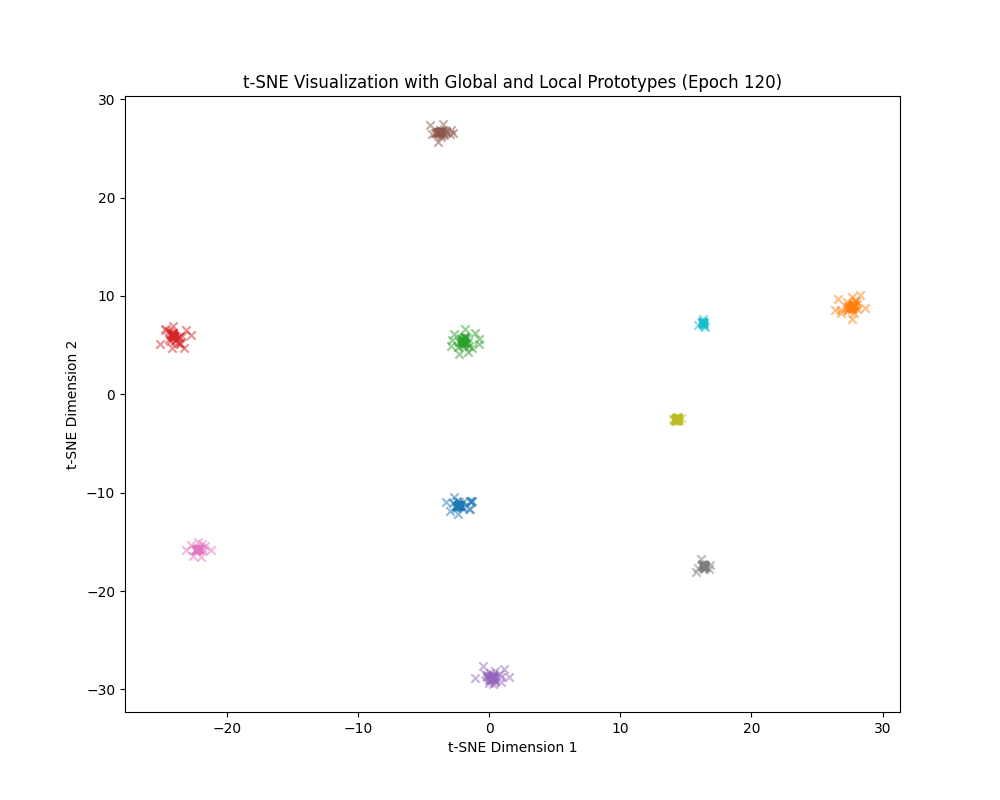 t-SNE Visualization with Global and Local Prototypes (Epoch 120)
30
20
10
0
−10
−20
−30
t-SNE Dimension 2
−20 −10 0 10 20 30
t-SNE Dimension 1